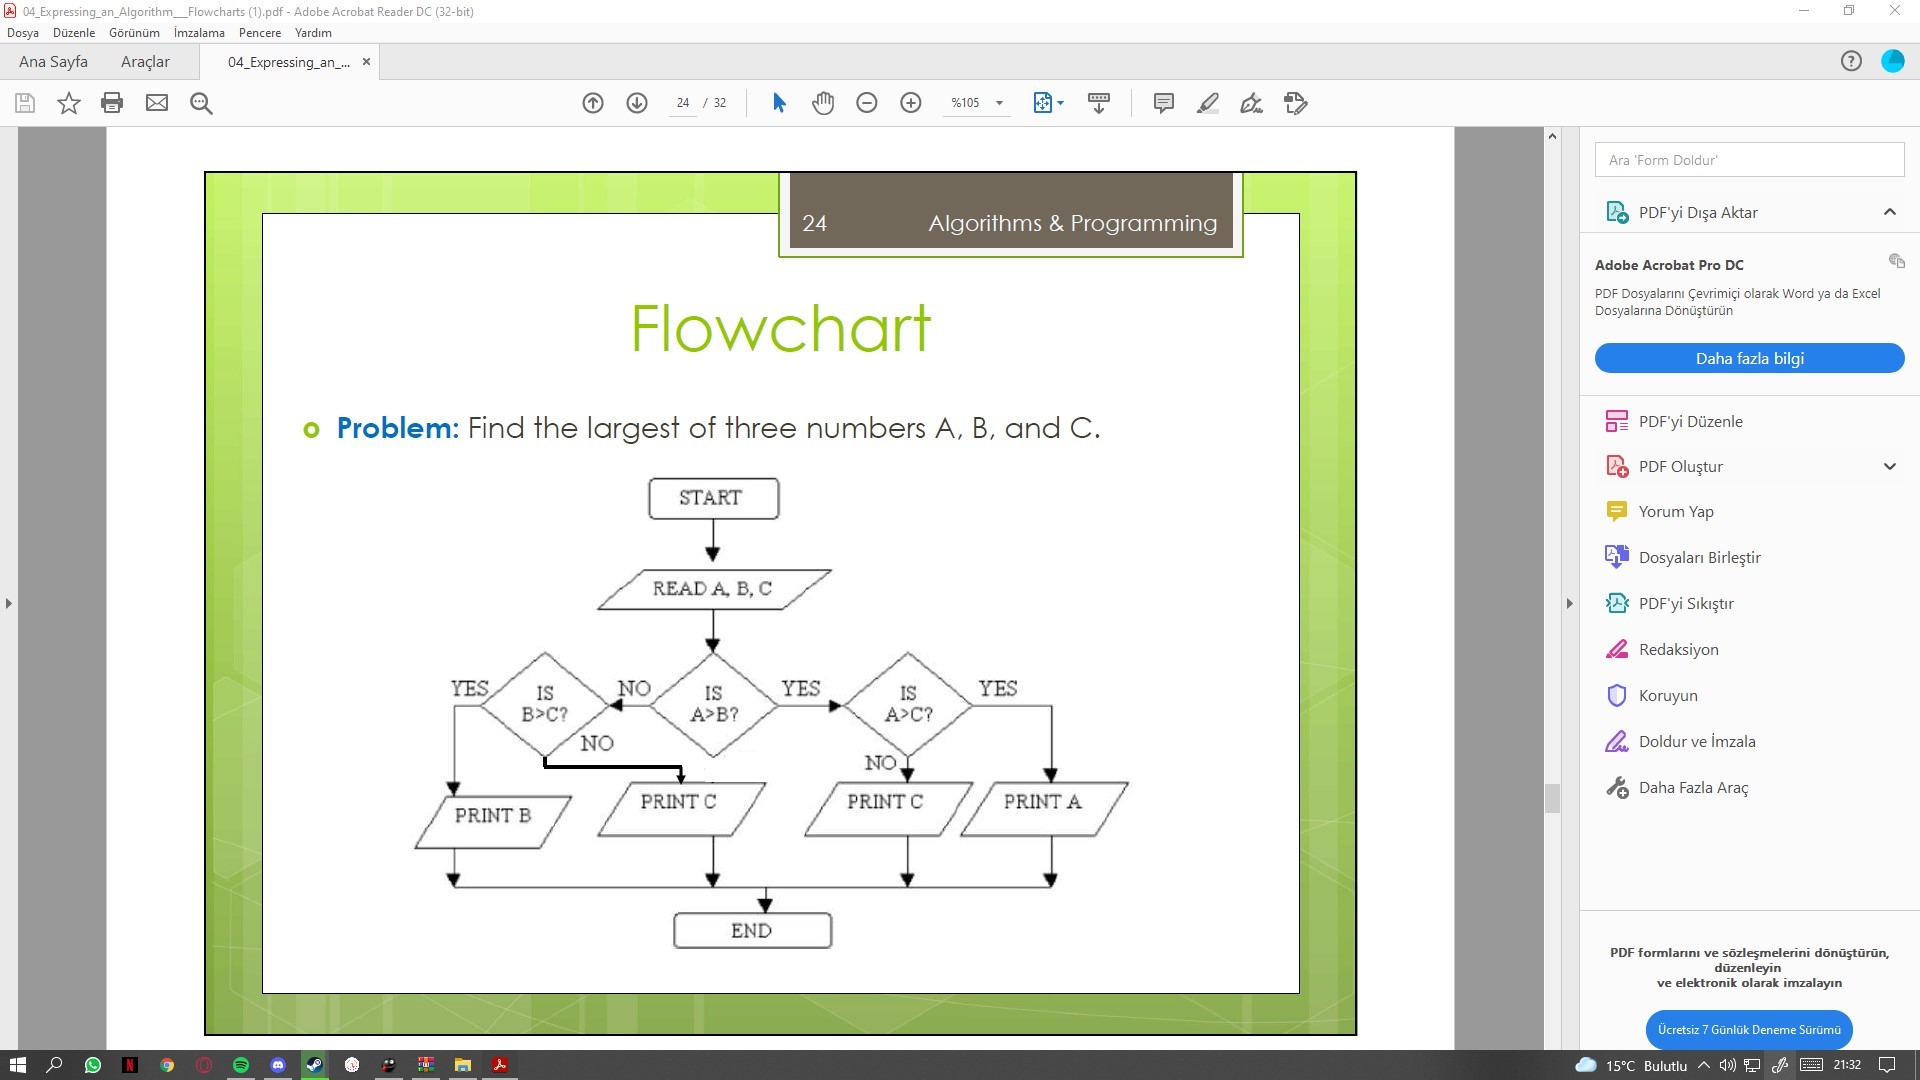 04_Expressing_an_Algorithm___Flowcharts (1).pdf - Adobe Acrobat Reader DC (32-bit)
Dosya Düzenle Görünüm İmzalama Pencere Yardım
Ana Sayfa Araçlar 04_Expressing_an_... ×
24 / 32 %105
24 Algorithms & Programming
Flowchart
Problem: Find the largest of three numbers A, B, and C.
START
READ A, B, C
YES IS B>C? NO IS A>B? YES IS A>C? YES
NO NO
PRINT B PRINT C PRINT C PRINT A
END
Ara 'Form Doldur'
PDF'yi Dışa Aktar
Adobe Acrobat Pro DC
PDF Dosyalarını Çevrimiçi olarak Word ya da Excel
Dosyalarına Dönüştürün
Daha fazla bilgi
PDF'yi Düzenle
PDF Oluştur
Yorum Yap
Dosyaları Birleştir
PDF'yi Sıkıştır
Redaksiyon
Koruyun
Doldur ve İmzala
Daha Fazla Araç
PDF formlarını ve sözleşmelerini dönüştürün,
düzenleyin
ve elektronik olarak imzalayın
Ücretsiz 7 Günlük Deneme Sürümü
15°C Bulutlu 21:32